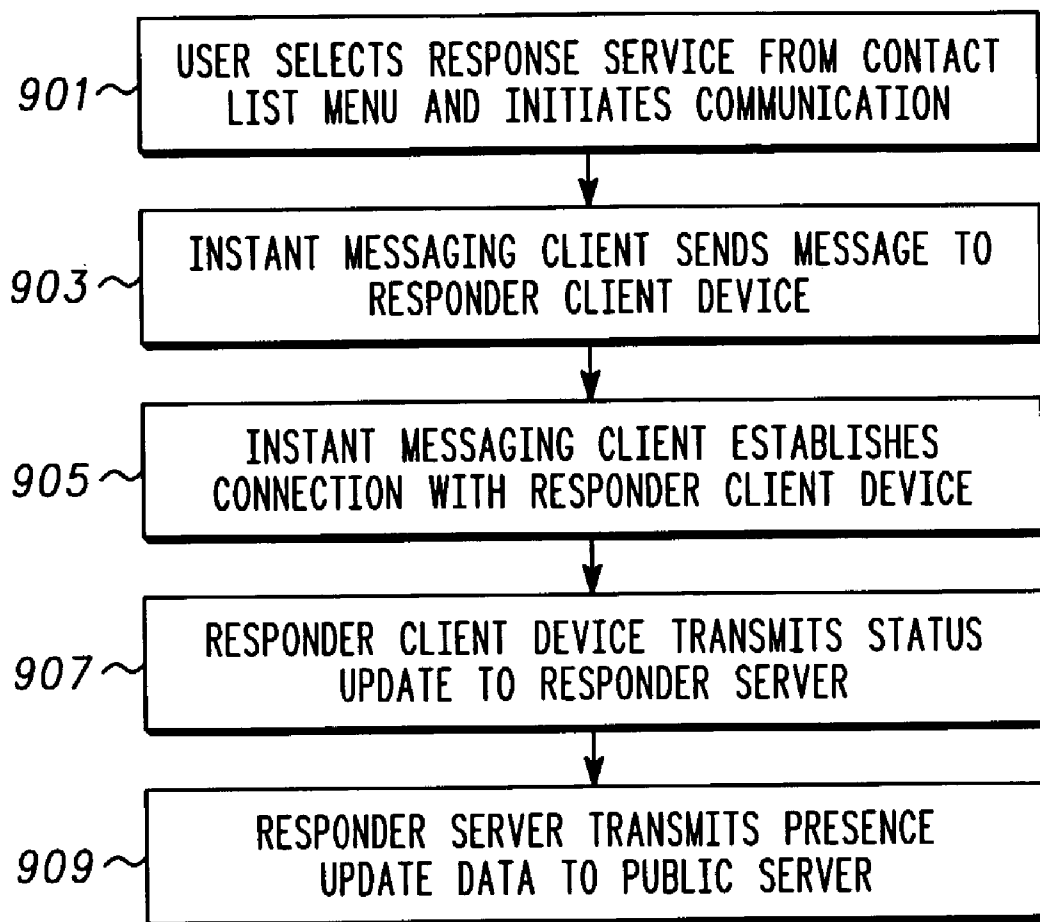 901
USER SELECTS RESPONSE SERVICE FROM CONTACT
LIST MENU AND INITIATES COMMUNICATION
903
INSTANT MESSAGING CLIENT SENDS MESSAGE TO
RESPONDER CLIENT DEVICE
905
INSTANT MESSAGING CLIENT ESTABLISHES
CONNECTION WITH RESPONDER CLIENT DEVICE
907
RESPONDER CLIENT DEVICE TRANSMITS STATUS
UPDATE TO RESPONDER SERVER
909
RESPONDER SERVER TRANSMITS PRESENCE
UPDATE DATA TO PUBLIC SERVER